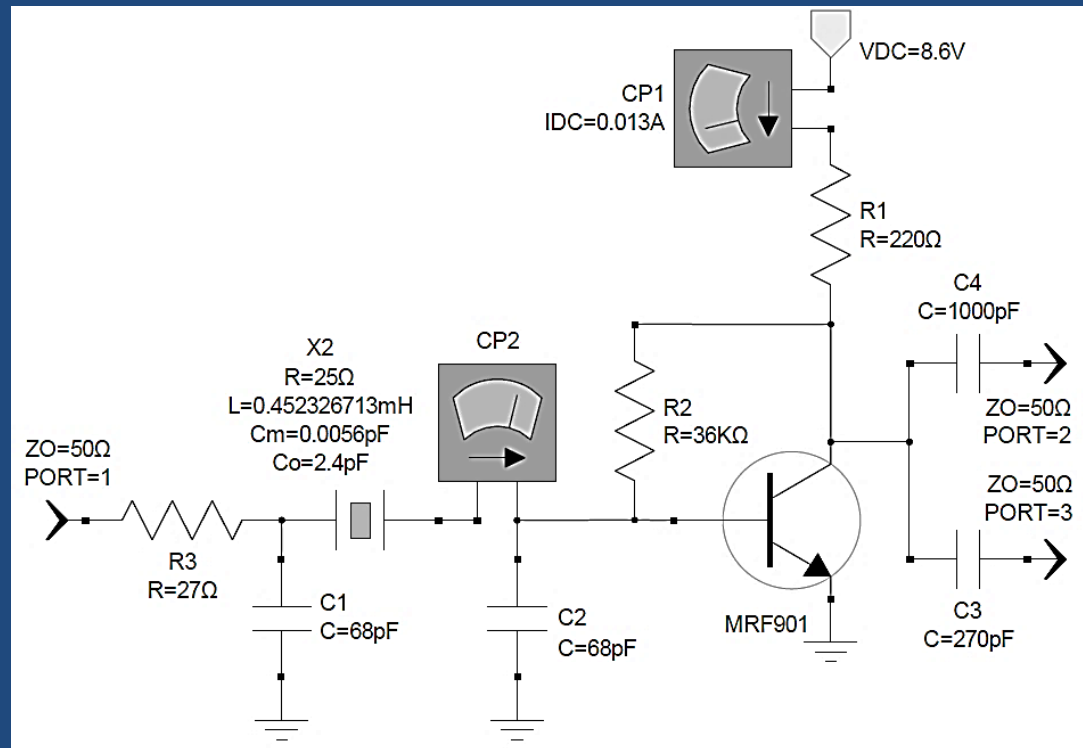 VDC=8.6V
CP1
IDC=0.013A
R1
R=220Ω
C4
C=1000pF
CP2
X2
R=25Ω
L=0.452326713mH
Cm=0.0056pF
Co=2.4pF
R2
R=36KΩ
ZO=50Ω
PORT=2
ZO=50Ω
PORT=1
ZO=50Ω
PORT=3
R3
R=27Ω
C1
C=68pF
C2
C=68pF
MRF901
C3
C=270pF